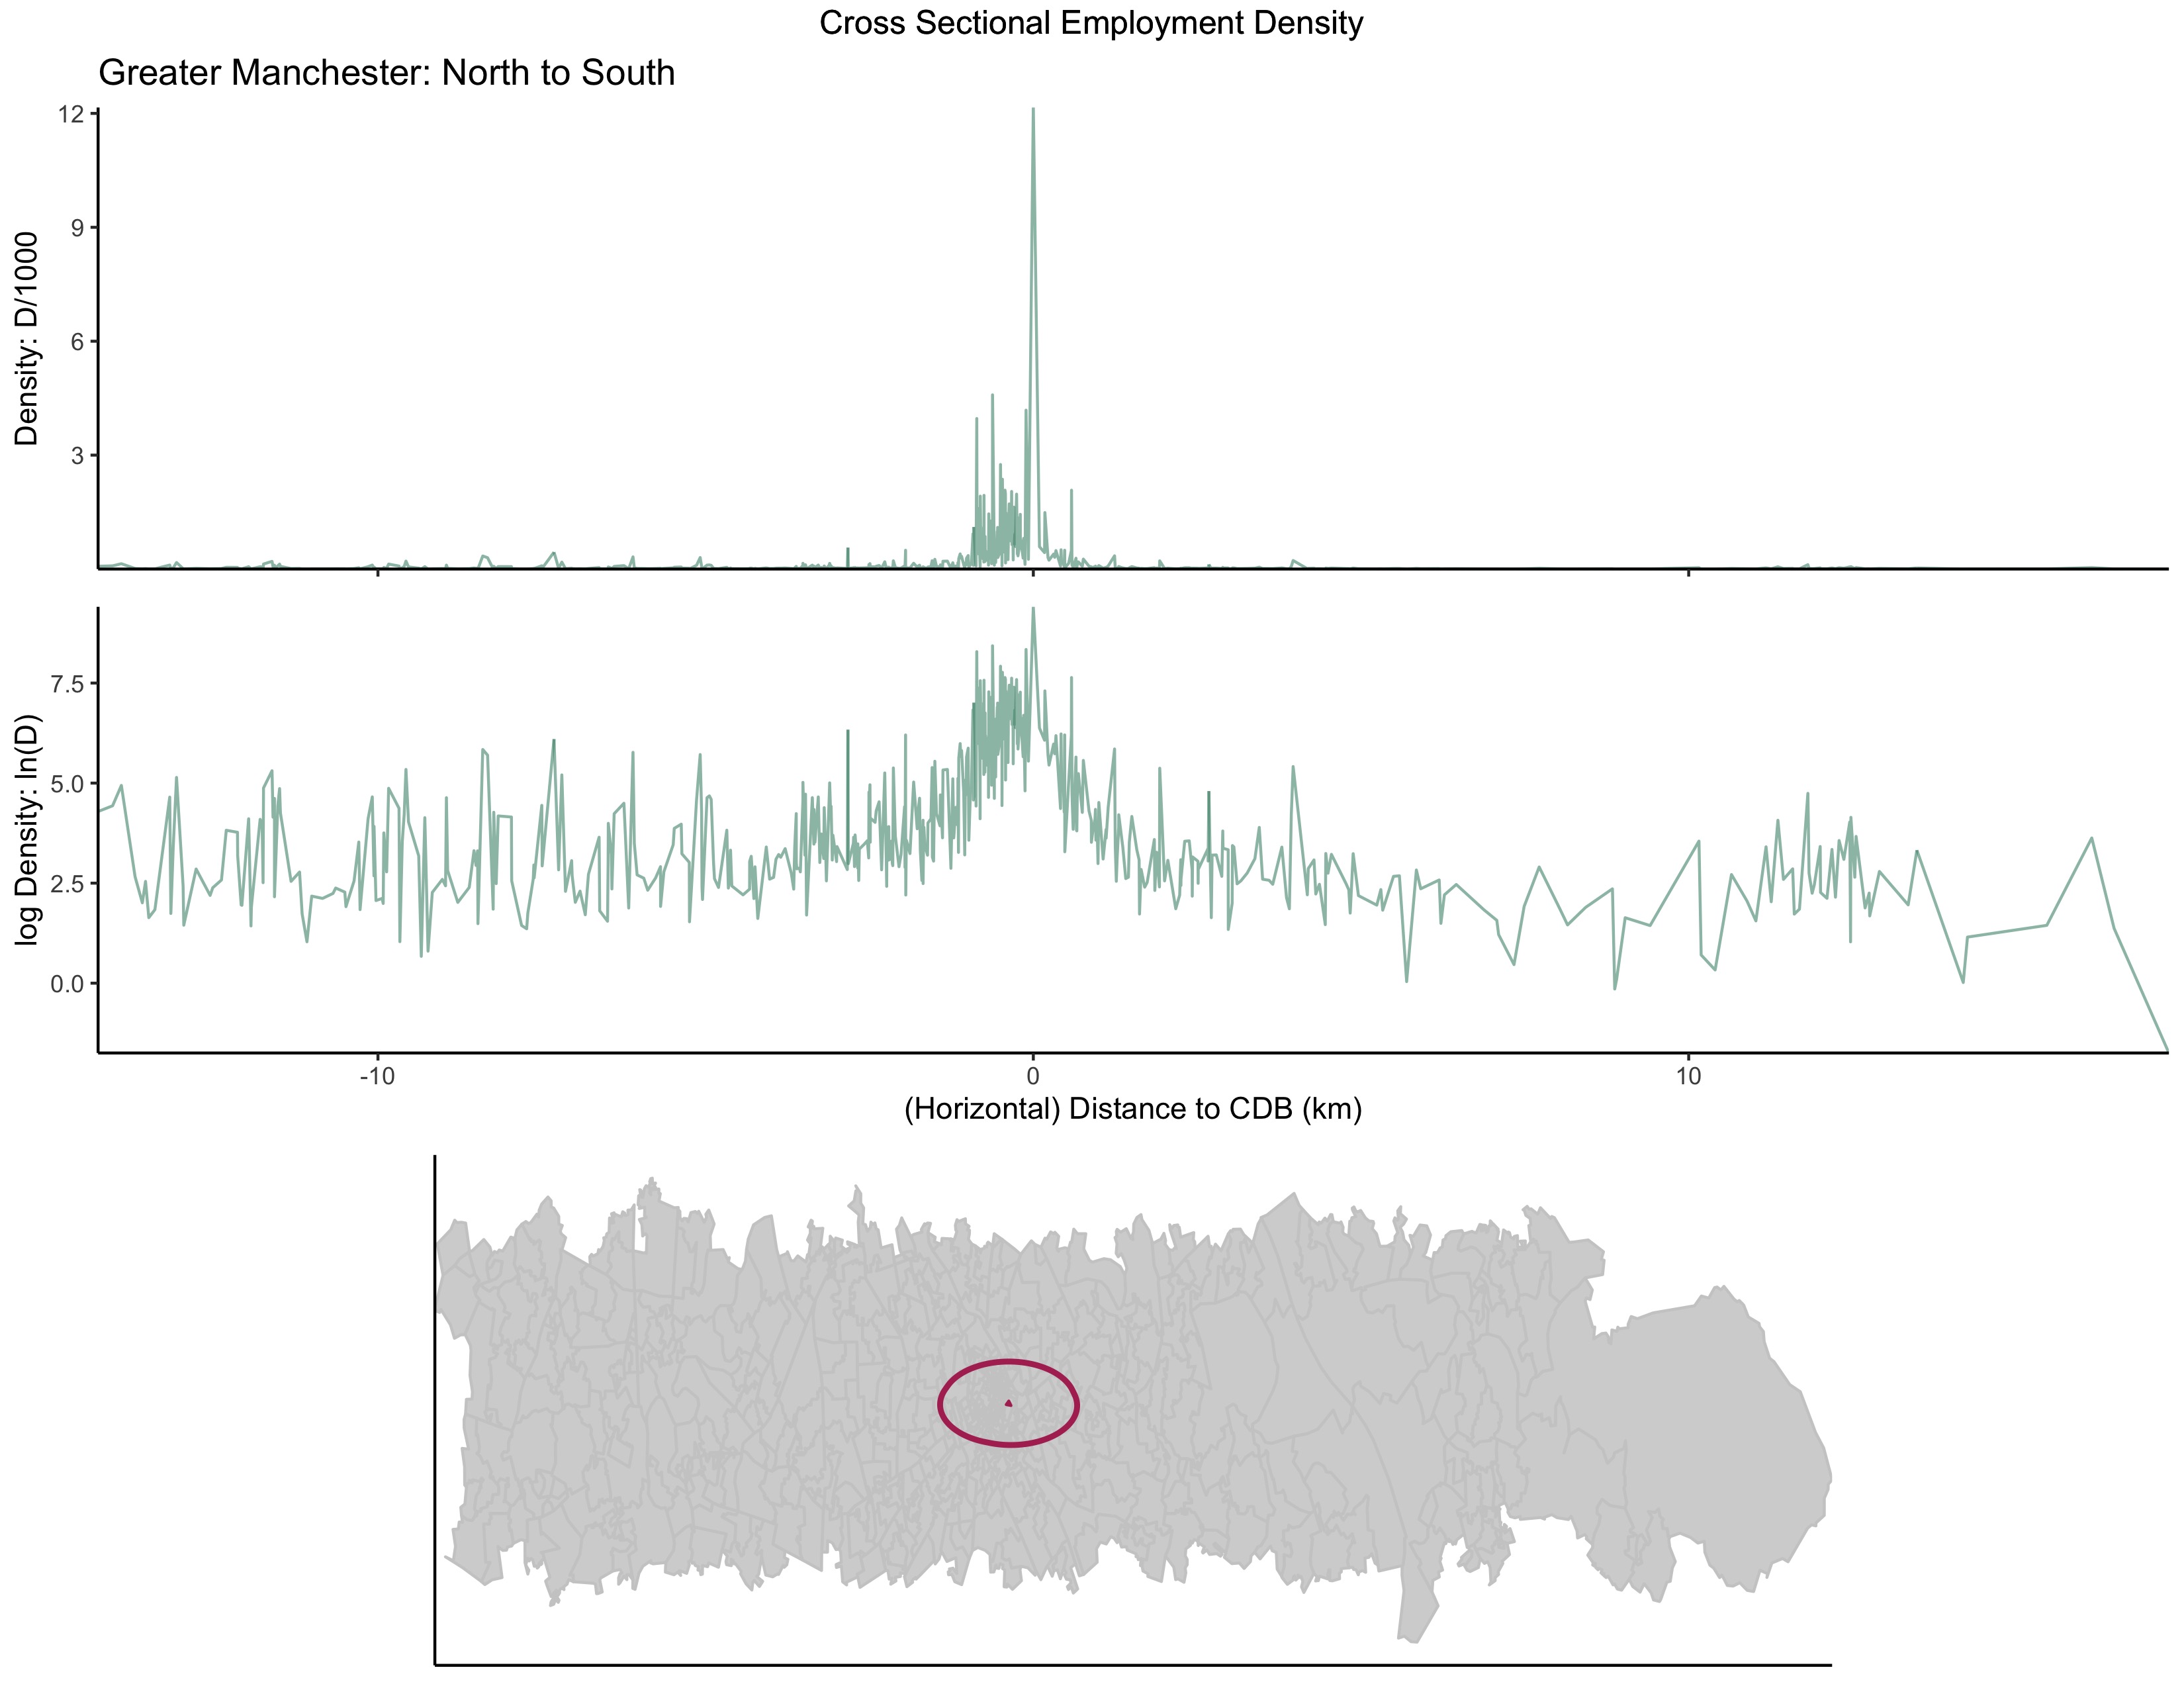 Cross Sectional Employment Density
Greater Manchester: North to South
12
9
6
3
Density: D/1000
7.5
5.0
2.5
0.0
log Density: ln(D)
-10
0
10
(Horizontal) Distance to CDB (km)